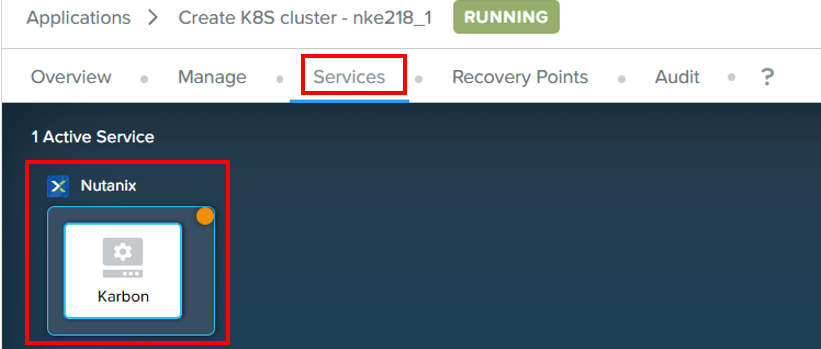 Applications > Create K8S cluster - nke218_1 RUNNING
Overview Manage Services Recovery Points Audit ?
1 Active Service
Nutanix
Karbon